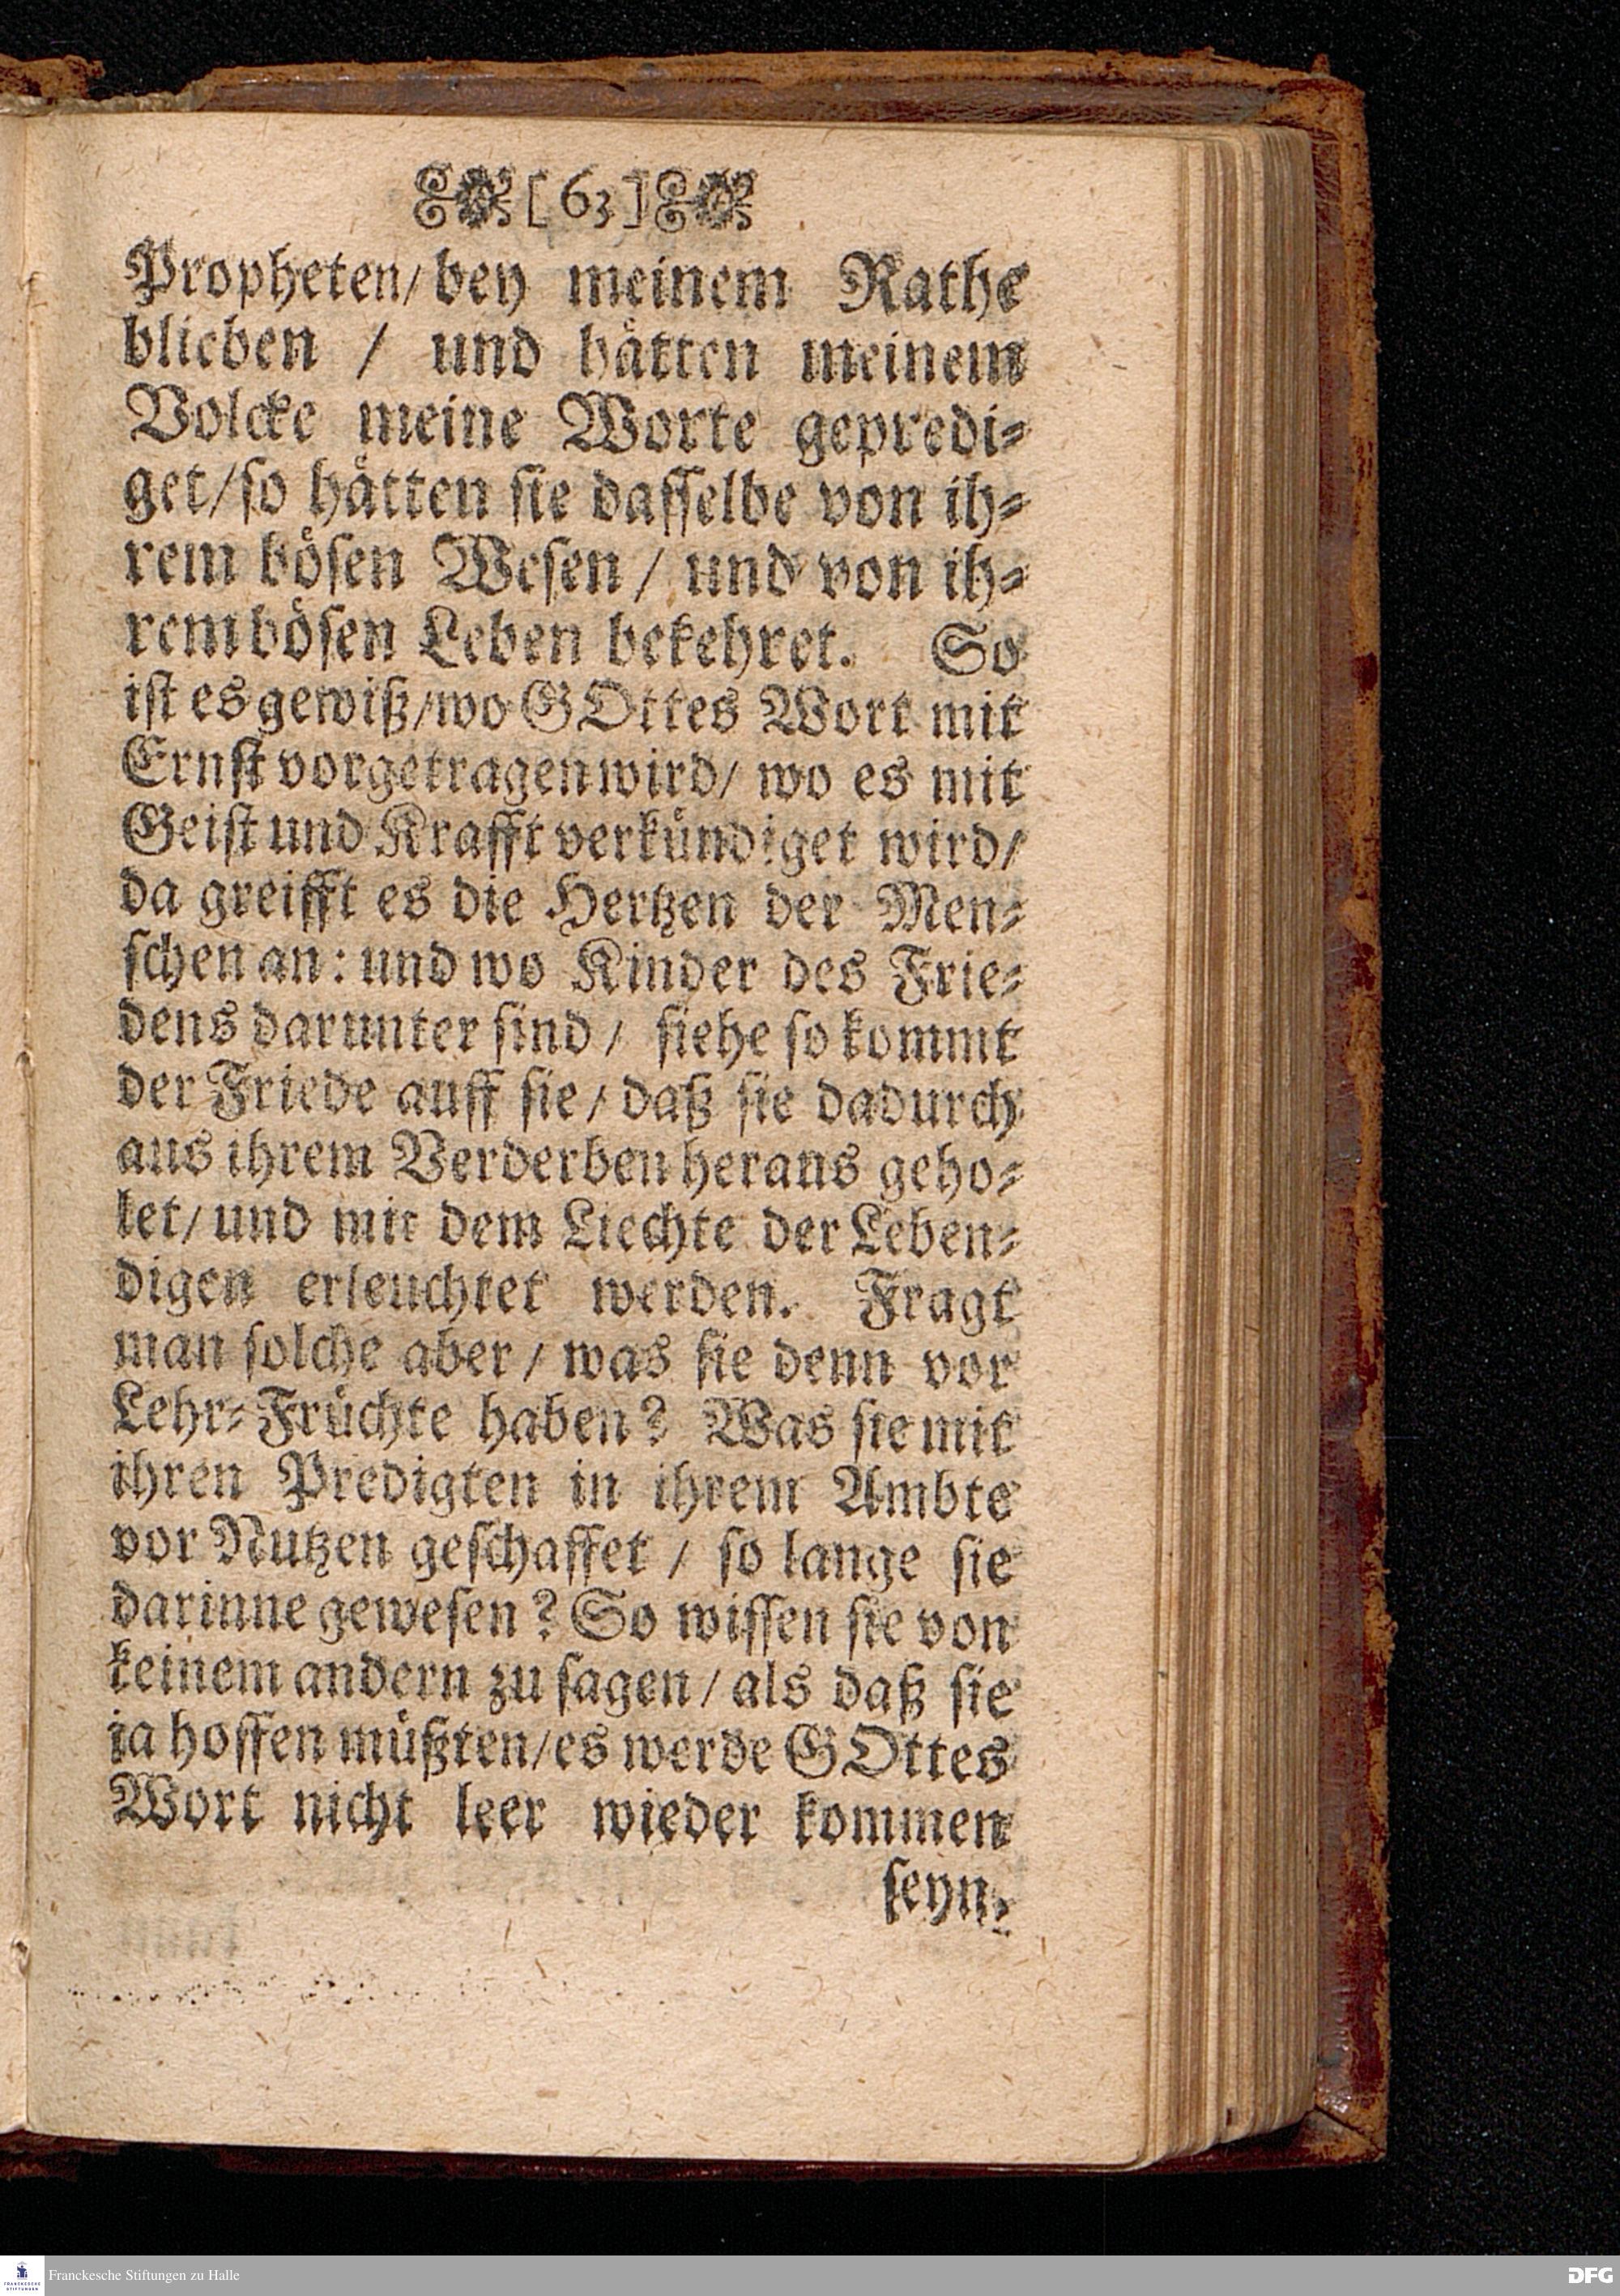 [63]
Propheten/ bey meinem Rathe
blieben / und hätten meinem
Volcke meine Worte gepredi-
get/so hätten sie dasselbe von ih-
rem bösen Wesen / und von ih-
rem bösen Leben bekehret. So
ist es gewiß/wo GOttes Wort mit
Ernst vorgetragen wird/ wo es mit
Geist und Krafft verkündiget wird/
da greifft es die Hertzen der Men-
schen an: und wo Kinder des Frie-
dens darunter sind / siehe so kommt
der Friede auff sie / daß sie dadurch
aus ihrem Verderben heraus geho-
let/ und mit dem Liechte der Leben-
digen erleuchtet werden. Fragt
man solche aber / was sie denn vor
Lehr-Früchte haben? Was sie mit
ihren Predigten in ihrem Ambte
vor Nutzen geschaffet / so lange sie
darinne gewesen? So wissen sie von
keinem andern zu sagen / als daß sie
ja hoffen müßten/es werde GOttes
Wort nicht leer wieder kommen
seyn.
Franckesche Stiftungen zu Halle
DFG